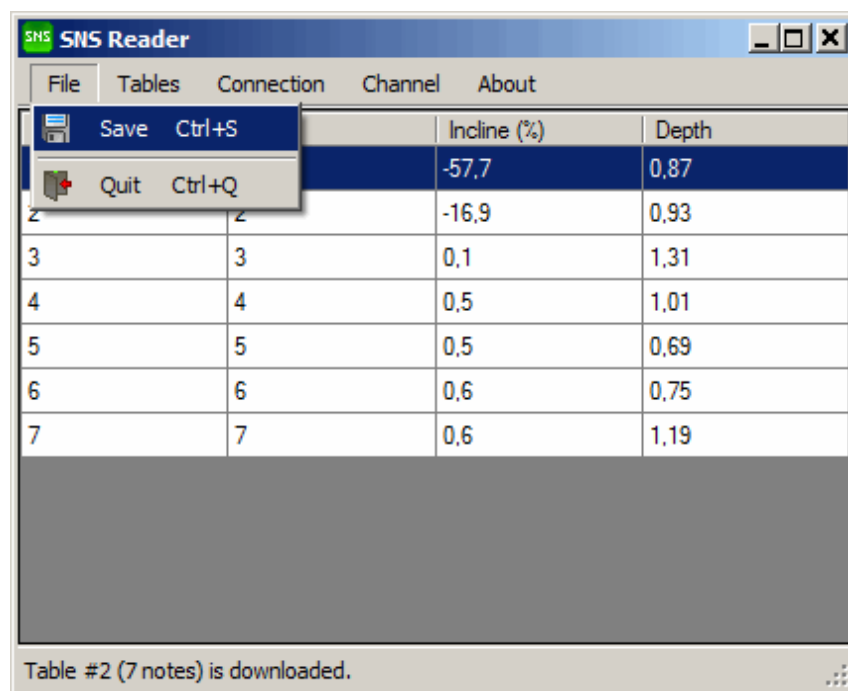 SNS SNS Reader
File Tables Connection Channel About
Save Ctrl+S
Quit Ctrl+Q
Incline (%) Depth
-57,7 0,87
2 2 -16,9 0,93
3 3 0,1 1,31
4 4 0,5 1,01
5 5 0,5 0,69
6 6 0,6 0,75
7 7 0,6 1,19
Table #2 (7 notes) is downloaded.